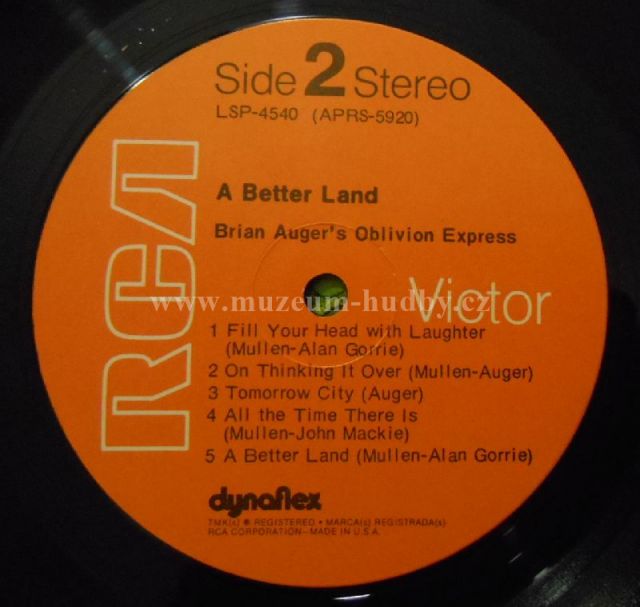 Side 2 Stereo
LSP-4540 (APRS-5920)
RCA
A Better Land
Brian Auger's Oblivion Express
Victor
www.muzeum-hudby.cz
1 Fill Your Head with Laughter
(Mullen-Alan Gorrie)
2 On Thinking It Over (Mullen-Auger)
3 Tomorrow City (Auger)
4 All the Time There Is
(Mullen-John Mackie)
5 A Better Land (Mullen-Alan Gorrie)
dynaflex
TMK(s) ® REGISTERED • MARCA(s) REGISTRADA(s)
RCA CORPORATION—MADE IN U.S.A.